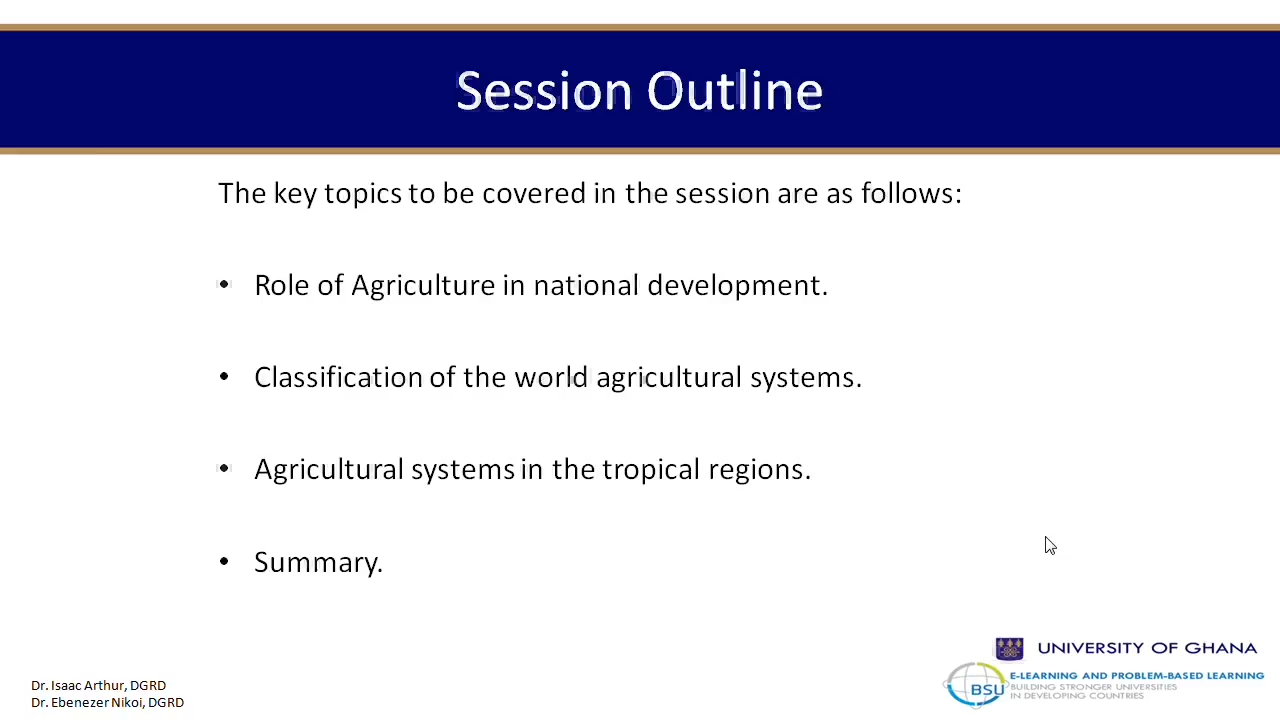 Session Outline
The key topics to be covered in the session are as follows:
• Role of Agriculture in national development.
• Classification of the world agricultural systems.
• Agricultural systems in the tropical regions.
• Summary.
Dr. Isaac Arthur, DGRD
Dr. Ebenezer Nikoi, DGRD
UNIVERSITY OF GHANA
BSU
E-LEARNING AND PROBLEM-BASED LEARNING
BUILDING STRONGER UNIVERSITIES
IN DEVELOPING COUNTRIES